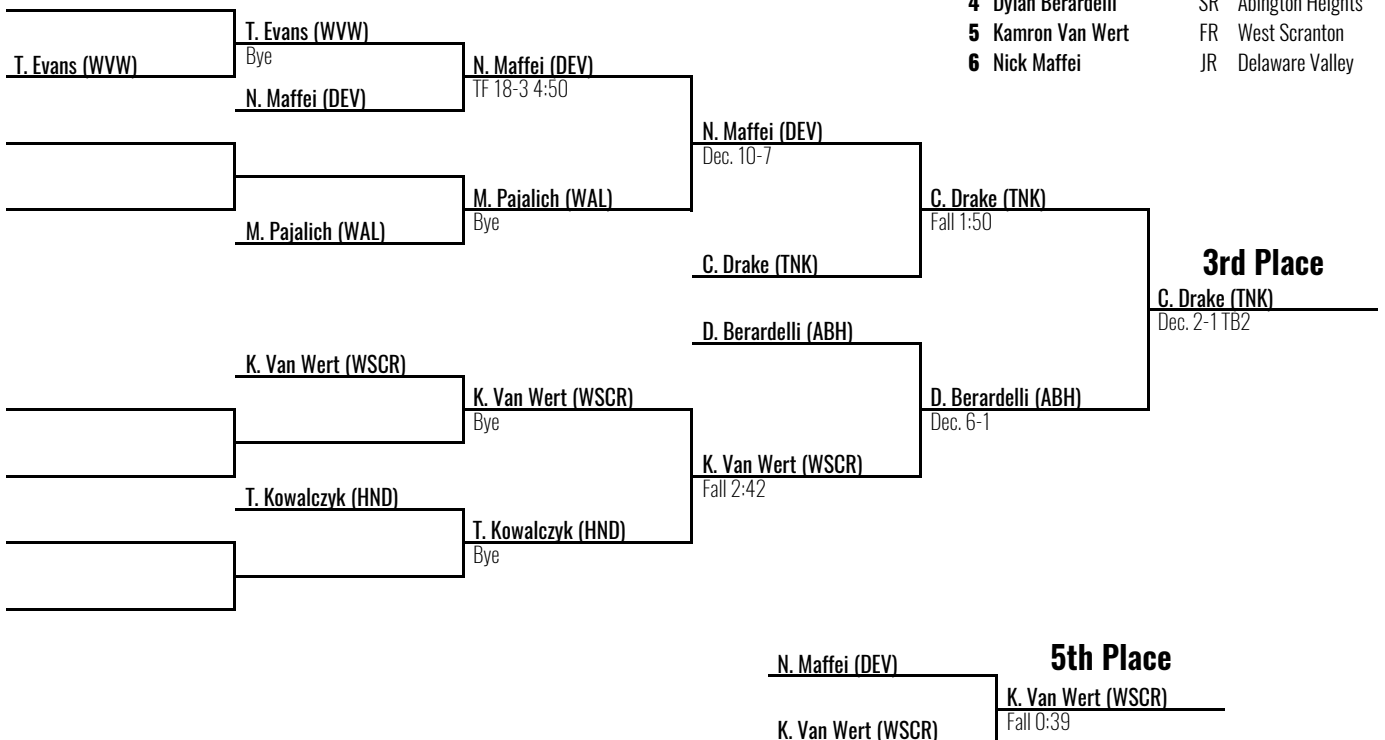 4 Dylan Berardelli SR Abington Heights
5 Kamron Van Wert FR West Scranton
6 Nick Maffei JR Delaware Valley
T. Evans (WVW)
T. Evans (WVW)
Bye
N. Maffei (DEV)
N. Maffei (DEV)
TF 18-3 4:50
M. Pajalich (WAL)
M. Pajalich (WAL)
Bye
N. Maffei (DEV)
Dec. 10-7
C. Drake (TNK)
C. Drake (TNK)
Fall 1:50
K. Van Wert (WSCR)
K. Van Wert (WSCR)
Bye
T. Kowalczyk (HND)
T. Kowalczyk (HND)
Bye
D. Berardelli (ABH)
K. Van Wert (WSCR)
Fall 2:42
D. Berardelli (ABH)
Dec. 6-1
3rd Place
C. Drake (TNK)
Dec. 2-1 TB2
5th Place
N. Maffei (DEV)
K. Van Wert (WSCR)
K. Van Wert (WSCR)
Fall 0:39